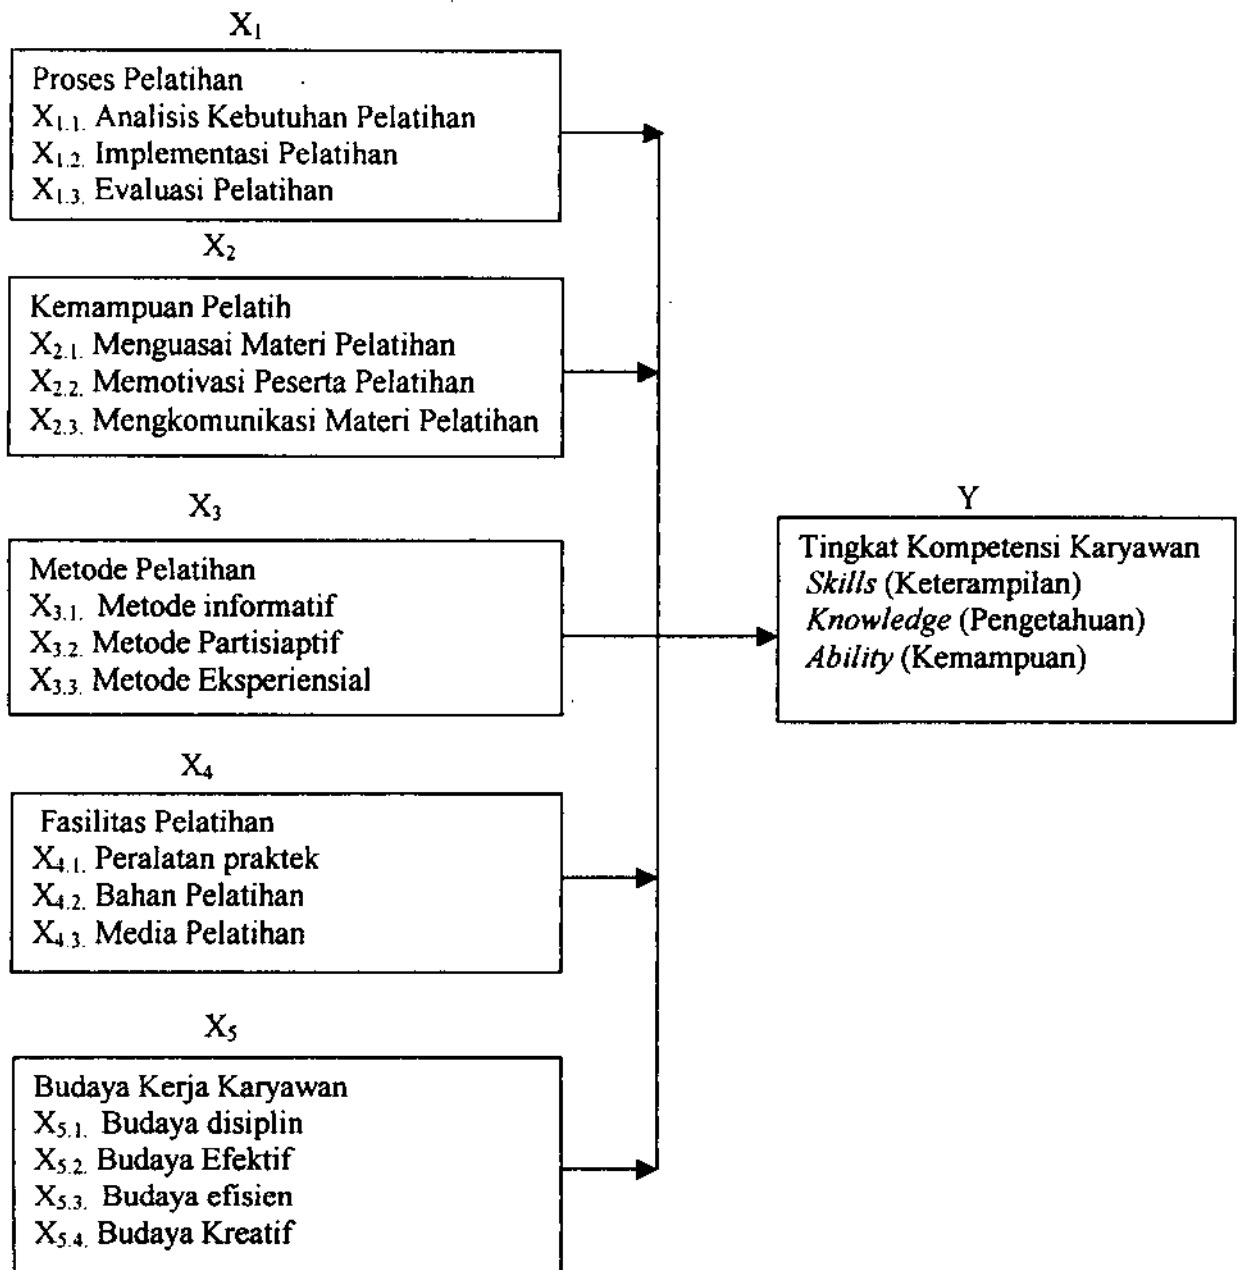 X₁
Proses Pelatihan
X₁.₁. Analisis Kebutuhan Pelatihan
X₁.₂. Implementasi Pelatihan
X₁.₃. Evaluasi Pelatihan
X₂
Kemampuan Pelatih
X₂.₁. Menguasai Materi Pelatihan
X₂.₂. Memotivasi Peserta Pelatihan
X₂.₃. Mengkomunikasi Materi Pelatihan
X₃
Metode Pelatihan
X₃.₁. Metode informatif
X₃.₂. Metode Partisiaptif
X₃.₃. Metode Eksperiensial
Y
Tingkat Kompetensi Karyawan
Skills (Keterampilan)
Knowledge (Pengetahuan)
Ability (Kemampuan)
X₄
Fasilitas Pelatihan
X₄.₁. Peralatan praktek
X₄.₂. Bahan Pelatihan
X₄.₃. Media Pelatihan
X₅
Budaya Kerja Karyawan
X₅.₁. Budaya disiplin
X₅.₂. Budaya Efektif
X₅.₃. Budaya efisien
X₅.₄. Budaya Kreatif